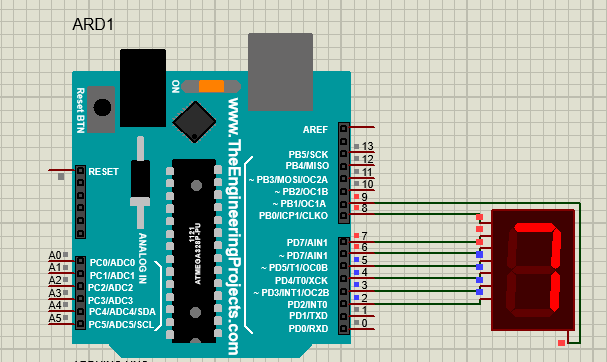 ARD1
ON
Reset BTN
www.TheEngineeringProjects.com
AREF
13
PB5/SCK
12
PB4/MISO
11
~ PB3/MOSI/OC2A
10
~ PB2/OC1B
9
~ PB1/OC1A
8
PB0/ICP1/CLKO
RESET
7
PD7/AIN1
6
~ PD7/AIN1
5
~ PD5/T1/OC0B
4
PD4/T0/XCK
3
~ PD3/INT1/OC2B
2
PD2/INT0
1
PD1/TXD
0
PD0/RXD
1121
ATMEGA328P-PU
ANALOG IN
A0
PC0/ADC0
A1
PC1/ADC1
A2
PC2/ADC2
A3
PC3/ADC3
A4
PC4/ADC4/SDA
A5
PC5/ADC5/SCL
7